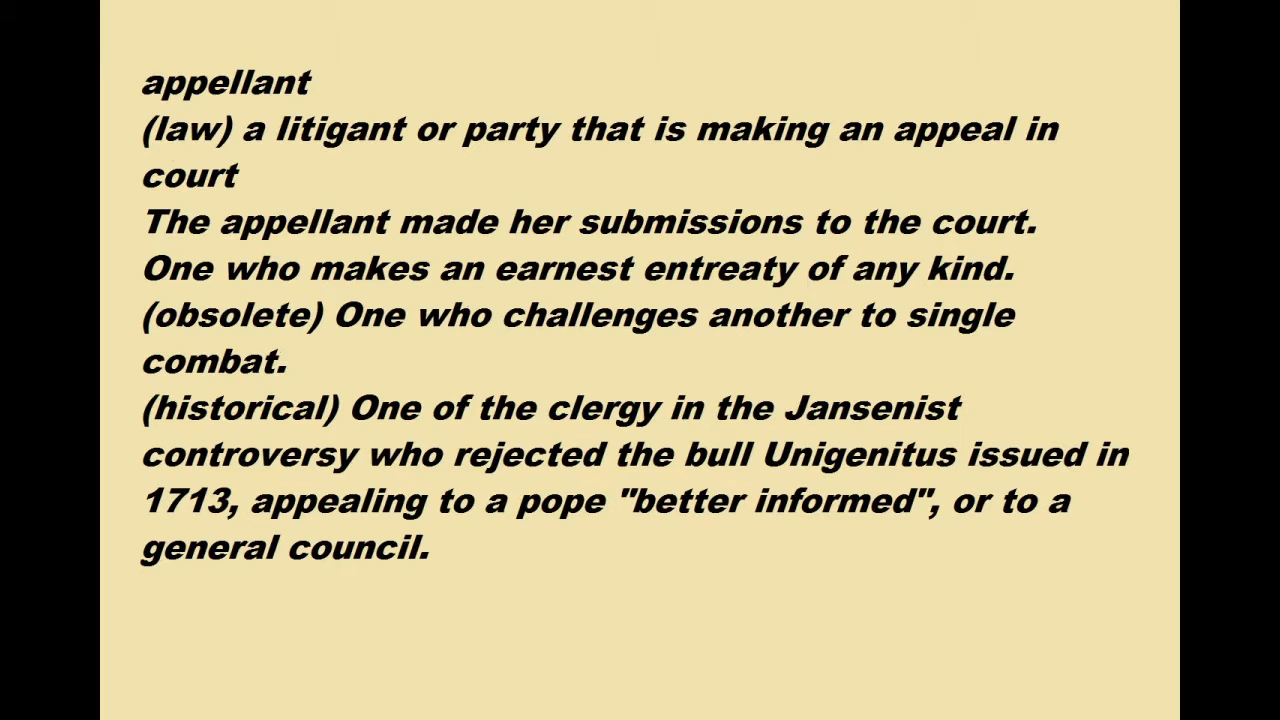 appellant
(law) a litigant or party that is making an appeal in
court
The appellant made her submissions to the court.
One who makes an earnest entreaty of any kind.
(obsolete) One who challenges another to single
combat.
(historical) One of the clergy in the Jansenist
controversy who rejected the bull Unigenitus issued in
1713, appealing to a pope "better informed", or to a
general council.